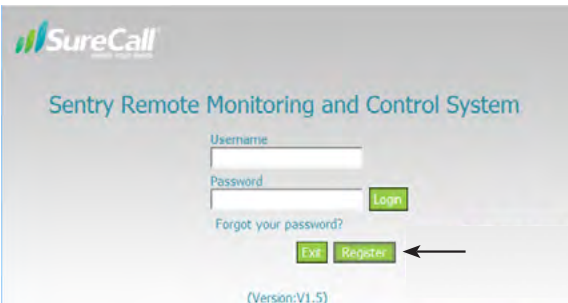 SureCall
Sentry Remote Monitoring and Control System
Username
Password
Login
Forgot your password?
Exit Register
(Version:V1.5)